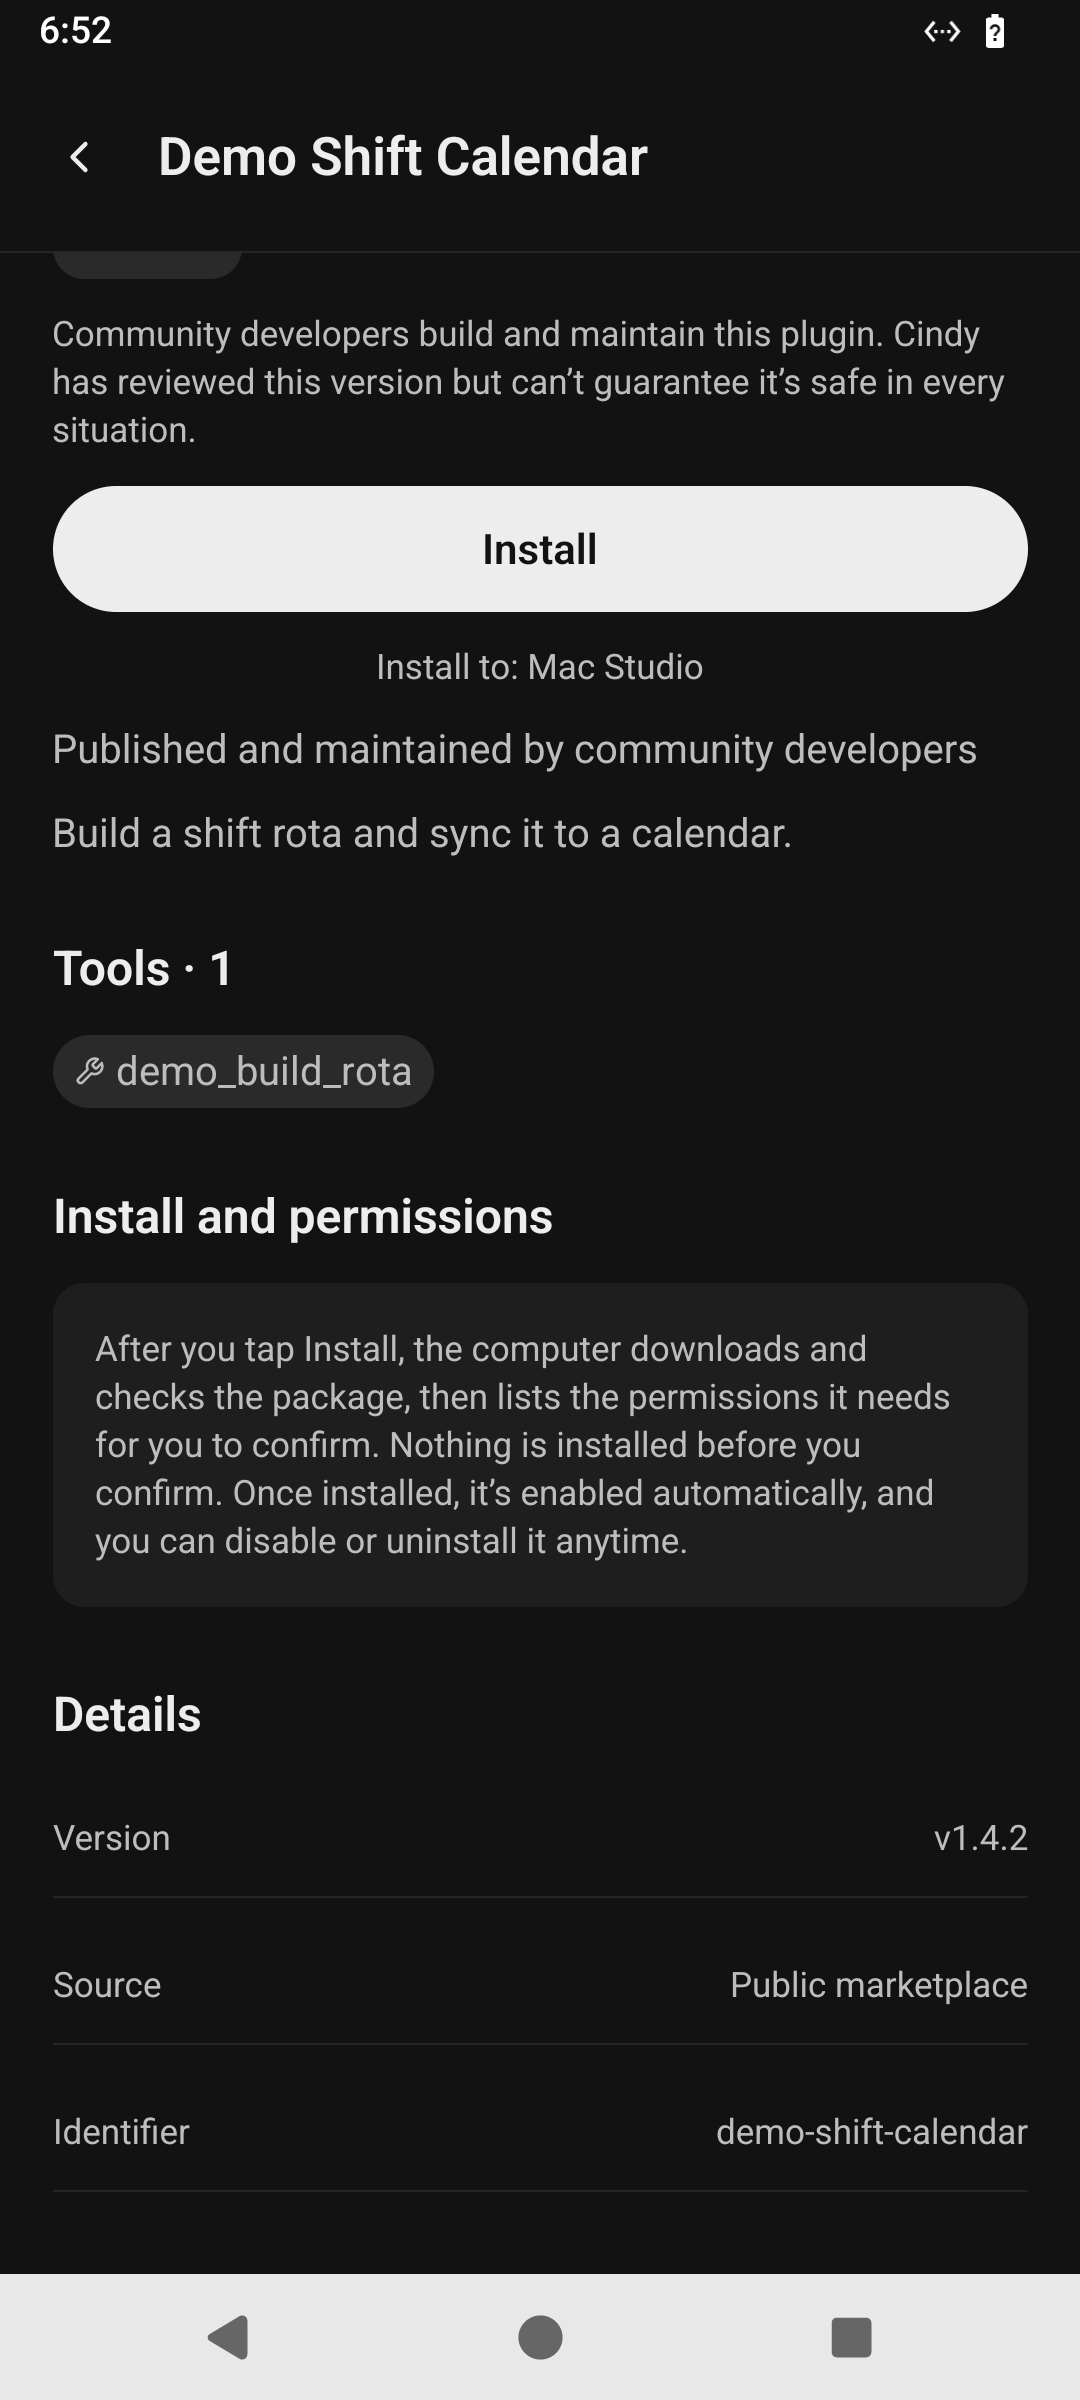 6:52
Demo Shift Calendar
Community developers build and maintain this plugin. Cindy
has reviewed this version but can’t guarantee it’s safe in every
situation.
Install
Install to: Mac Studio
Published and maintained by community developers
Build a shift rota and sync it to a calendar.
Tools · 1
demo_build_rota
Install and permissions
After you tap Install, the computer downloads and
checks the package, then lists the permissions it needs
for you to confirm. Nothing is installed before you
confirm. Once installed, it’s enabled automatically, and
you can disable or uninstall it anytime.
Details
Version v1.4.2
Source Public marketplace
Identifier demo-shift-calendar